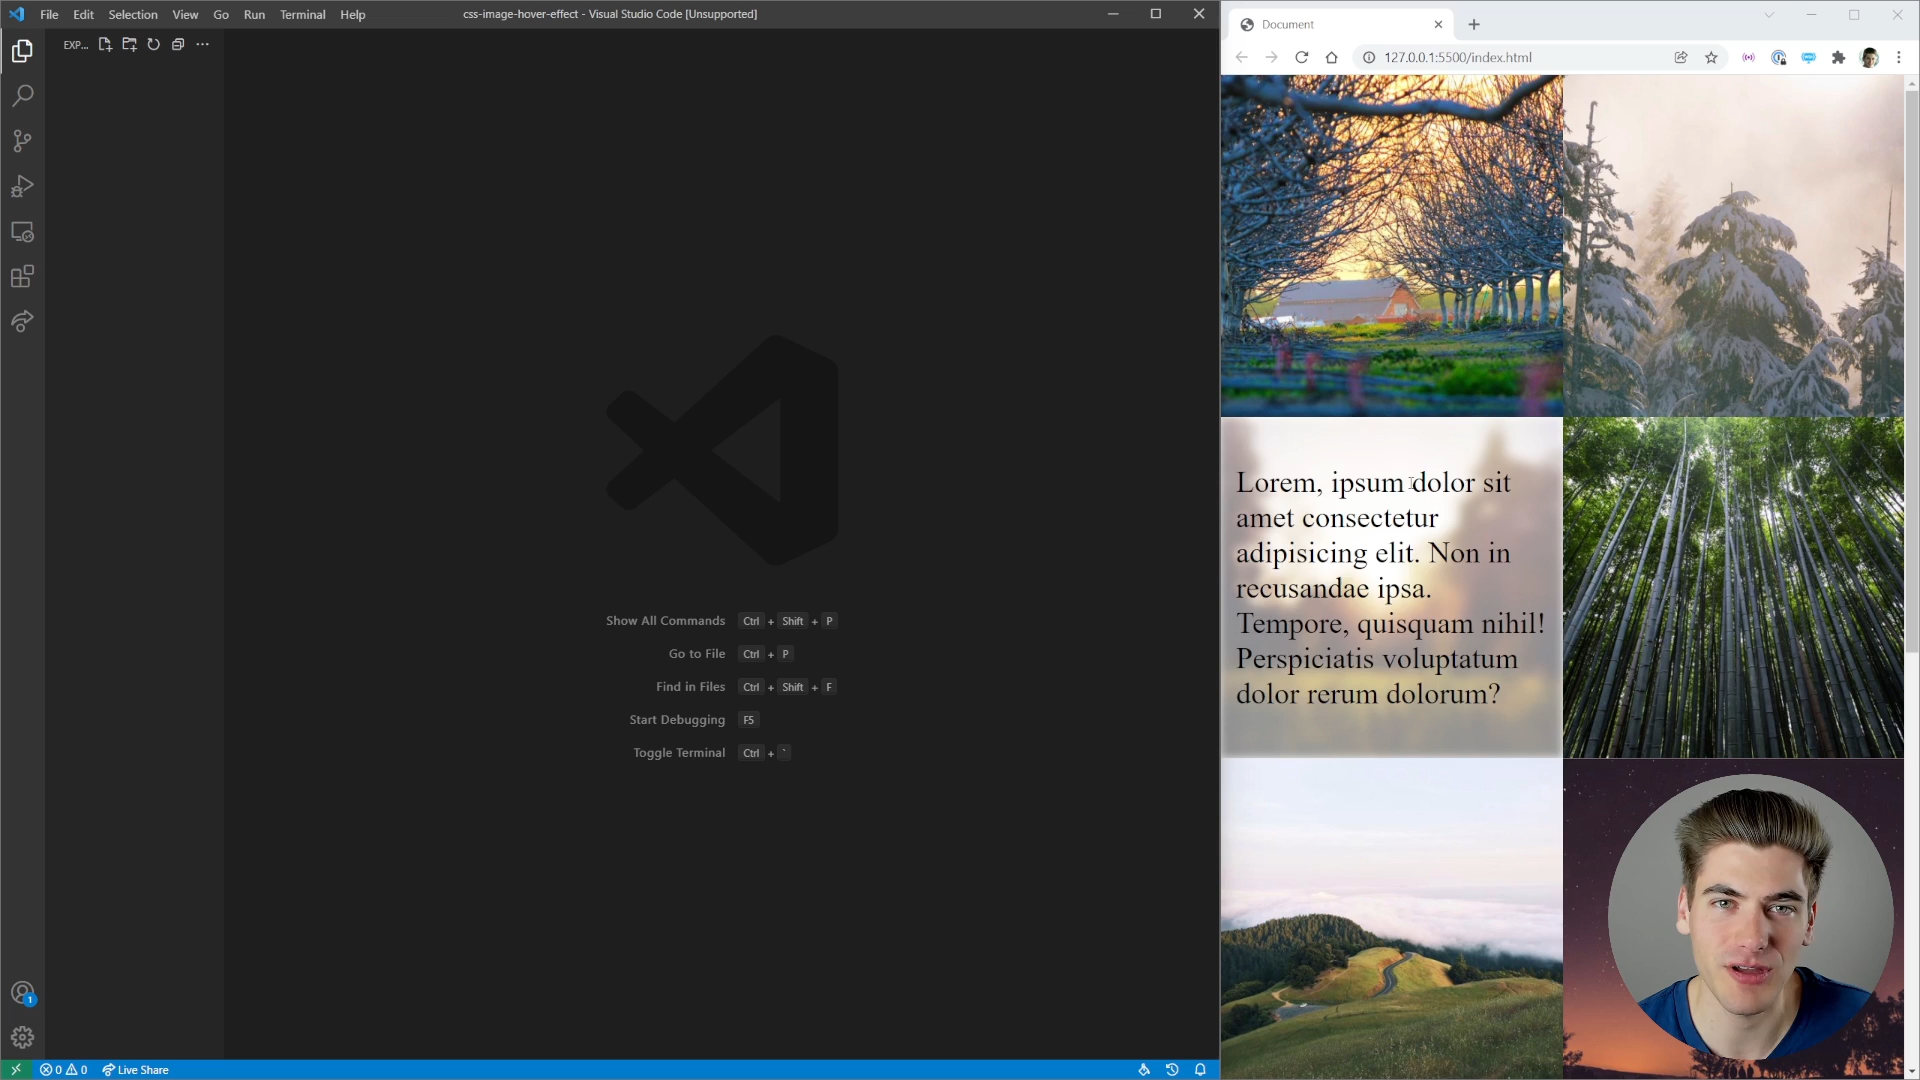 File Edit Selection View Go Run Terminal Help
css-image-hover-effect - Visual Studio Code [Unsupported]
EXP...
Show All Commands Ctrl + Shift + P
Go to File Ctrl + P
Find in Files Ctrl + Shift + F
Start Debugging F5
Toggle Terminal Ctrl + `
1
0 0 Live Share
Document
127.0.0.1:5500/index.html
Lorem, ipsum dolor sit
amet consectetur
adipisicing elit. Non in
recusandae ipsa.
Tempore, quisquam nihil!
Perspiciatis voluptatum
dolor rerum dolorum?